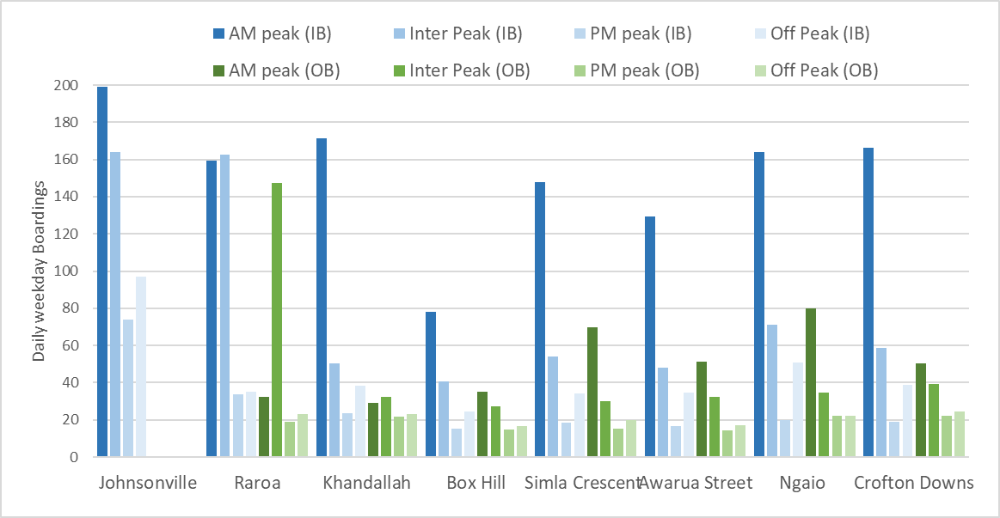 AM peak (IB) Inter Peak (IB) PM peak (IB) Off Peak (IB)
AM peak (OB) Inter Peak (OB) PM peak (OB) Off Peak (OB)
200
180
160
140
120
100
80
60
40
20
0
Daily weekday Boardings
Johnsonville Raroa Khandallah Box Hill Simla Crescent Awarua Street Ngaio Crofton Downs